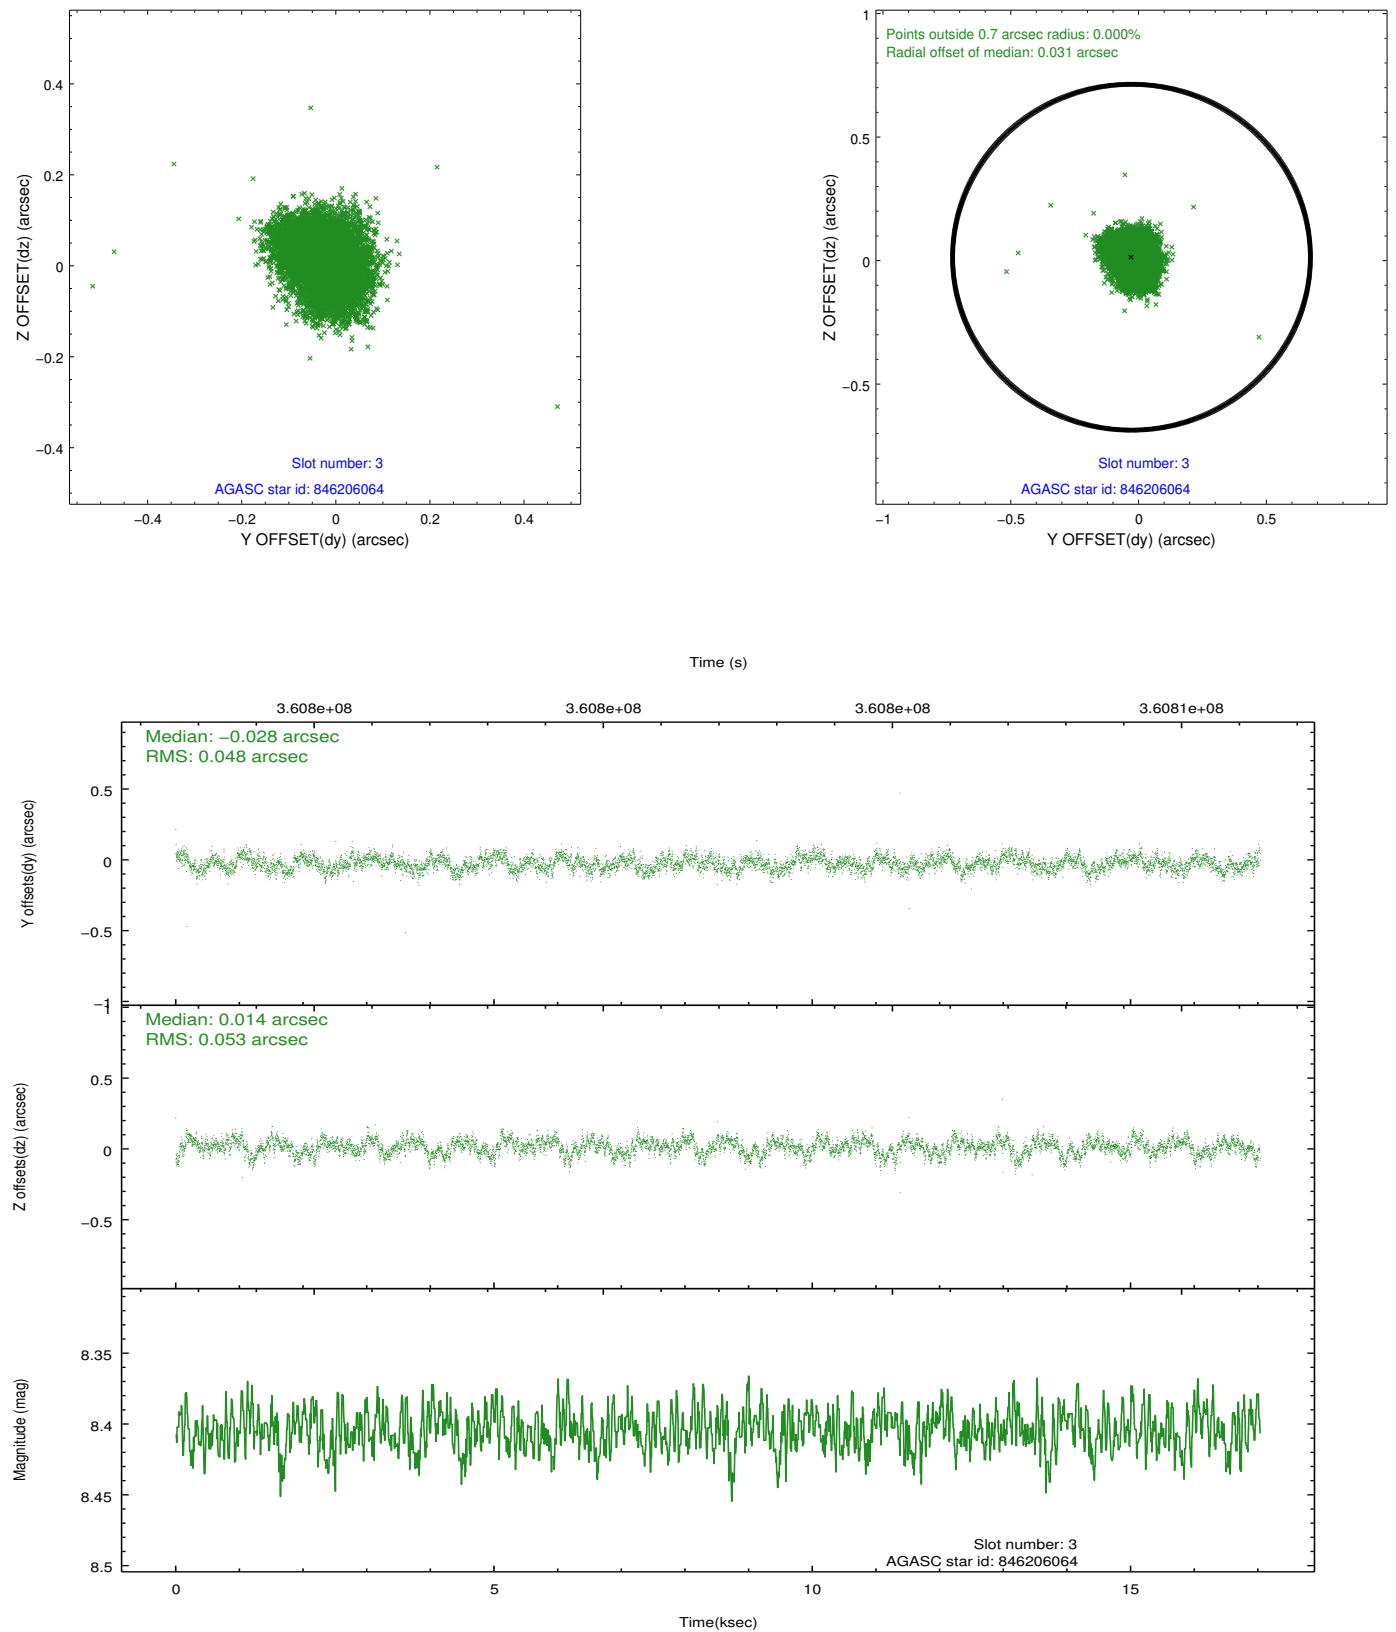 0.4
0.2
0
−0.2
−0.4
Z OFFSET(dz) (arcsec)
Slot number: 3
AGASC star id: 846206064
−0.4 −0.2 0 0.2 0.4
Y OFFSET(dy) (arcsec)
1
0.5
0
−0.5
Z OFFSET(dz) (arcsec)
Points outside 0.7 arcsec radius: 0.000%
Radial offset of median: 0.031 arcsec
Slot number: 3
AGASC star id: 846206064
−1 −0.5 0 0.5
Y OFFSET(dy) (arcsec)
Time (s)
3.608e+08 3.608e+08 3.608e+08 3.6081e+08
Median: −0.028 arcsec
RMS: 0.048 arcsec
0.5
0
−0.5
−1
Y offsets(dy) (arcsec)
Median: 0.014 arcsec
RMS: 0.053 arcsec
1
0.5
0
−0.5
Z offsets(dz) (arcsec)
8.35
8.4
8.45
8.5
Magnitude (mag)
Slot number: 3
AGASC star id: 846206064
0 5 10 15
Time(ksec)